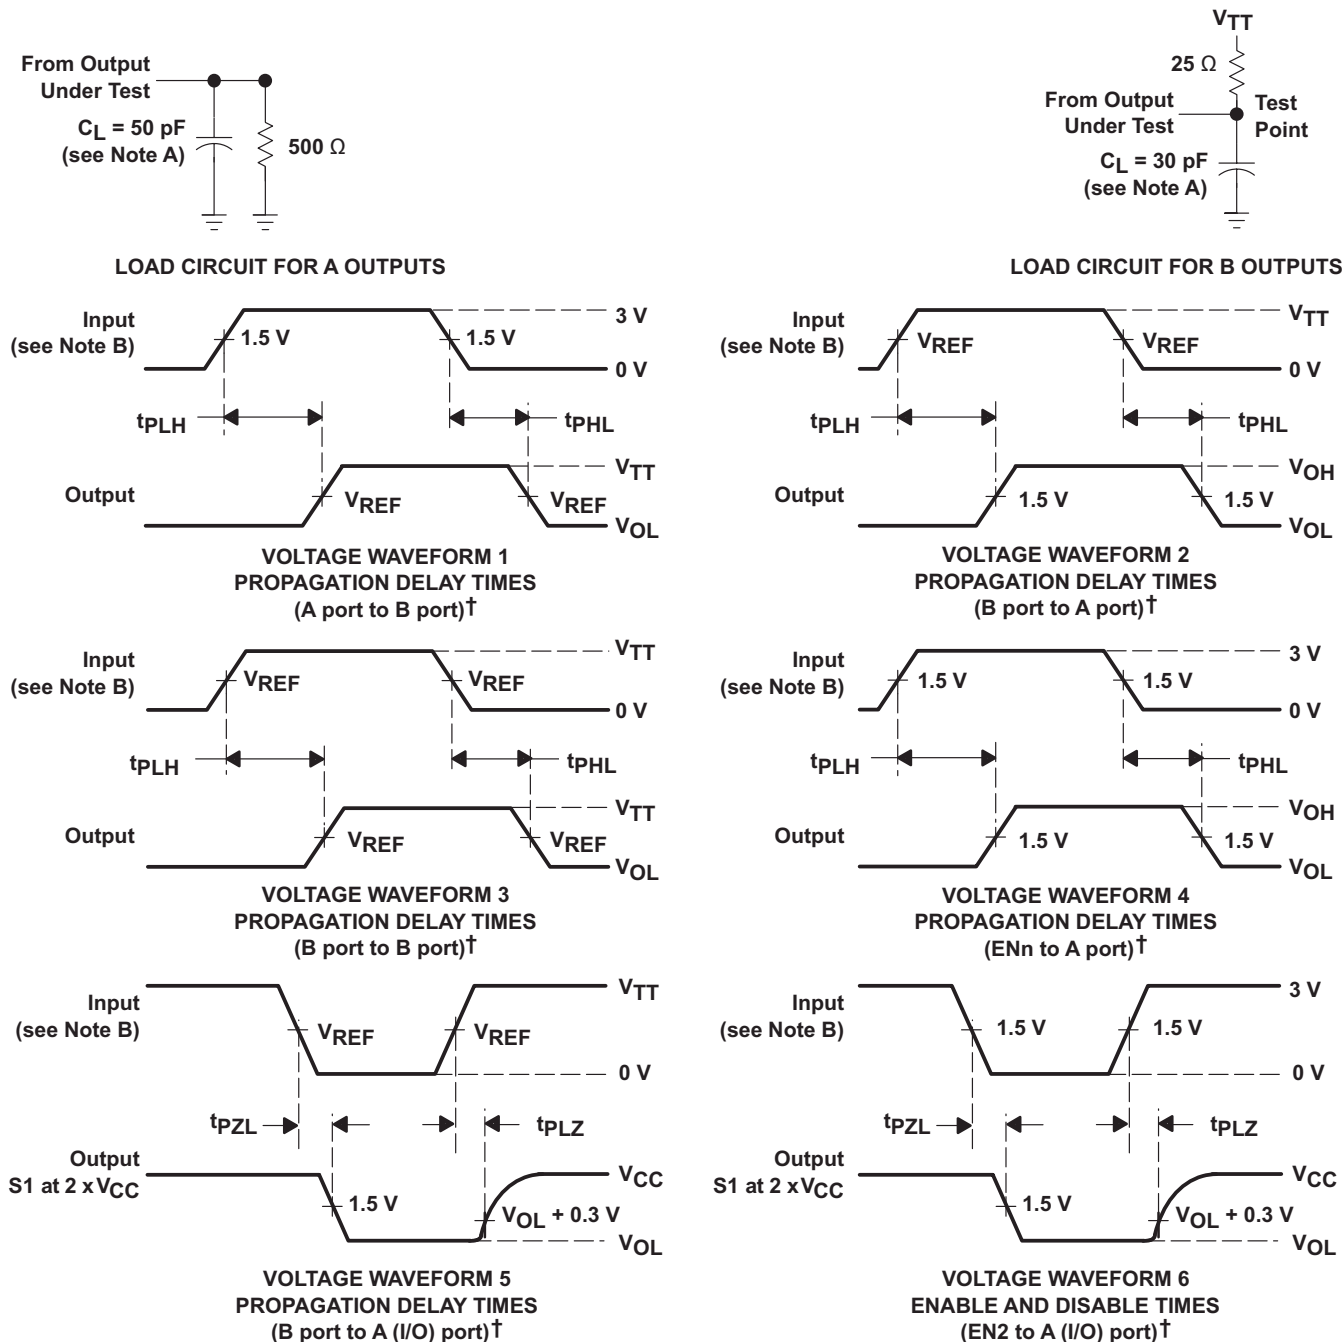 From Output
Under Test
CL = 50 pF
(see Note A)
500 Ω
LOAD CIRCUIT FOR A OUTPUTS
VTT
25 Ω
From Output
Under Test
Test
Point
CL = 30 pF
(see Note A)
LOAD CIRCUIT FOR B OUTPUTS
Input
(see Note B)
1.5 V
1.5 V
3 V
0 V
tPLH
tPHL
Output
VREF
VREF
VTT
VOL
VOLTAGE WAVEFORM 1
PROPAGATION DELAY TIMES
(A port to B port)†
Input
(see Note B)
VREF
VREF
VTT
0 V
tPLH
tPHL
Output
1.5 V
1.5 V
VOH
VOL
VOLTAGE WAVEFORM 2
PROPAGATION DELAY TIMES
(B port to A port)†
Input
(see Note B)
VREF
VREF
VTT
0 V
tPLH
tPHL
Output
VREF
VREF
VTT
VOL
VOLTAGE WAVEFORM 3
PROPAGATION DELAY TIMES
(B port to B port)†
Input
(see Note B)
1.5 V
1.5 V
3 V
0 V
tPLH
tPHL
Output
1.5 V
1.5 V
VOH
VOL
VOLTAGE WAVEFORM 4
PROPAGATION DELAY TIMES
(ENn to A port)†
Input
(see Note B)
VREF
VREF
VTT
0 V
tPZL
tPLZ
Output
S1 at 2 x VCC
1.5 V
VCC
VOL + 0.3 V
VOL
VOLTAGE WAVEFORM 5
PROPAGATION DELAY TIMES
(B port to A (I/O) port)†
Input
(see Note B)
1.5 V
1.5 V
3 V
0 V
tPZL
tPLZ
Output
S1 at 2 x VCC
1.5 V
VCC
VOL + 0.3 V
VOL
VOLTAGE WAVEFORM 6
ENABLE AND DISABLE TIMES
(EN2 to A (I/O) port)†